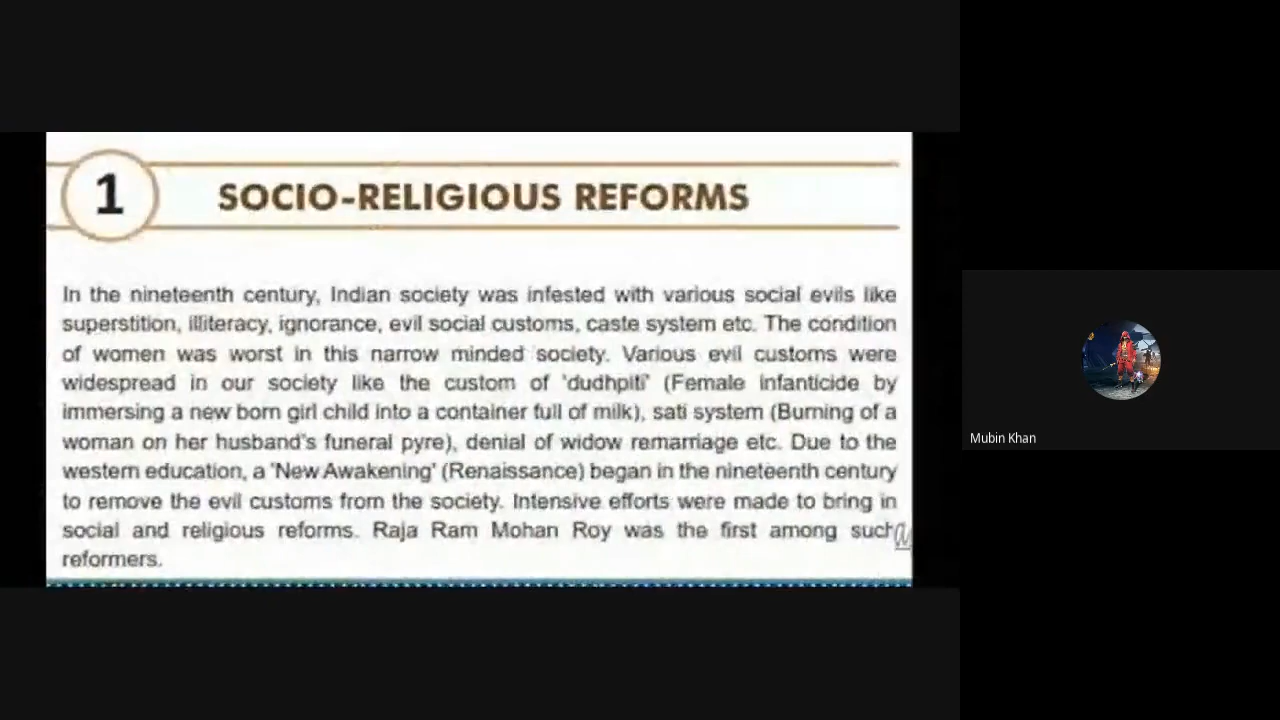 1
SOCIO-RELIGIOUS REFORMS
In the nineteenth century, Indian society was infested with various social evils like
superstition, illiteracy, ignorance, evil social customs, caste system etc. The condition
of women was worst in this narrow minded society. Various evil customs were
widespread in our society like the custom of 'dudhpiti' (Female infanticide by
immersing a new born girl child into a container full of milk), sati system (Burning of a
woman on her husband's funeral pyre), denial of widow remarriage etc. Due to the
western education, a 'New Awakening' (Renaissance) began in the nineteenth century
to remove the evil customs from the society. Intensive efforts were made to bring in
social and religious reforms. Raja Ram Mohan Roy was the first among such
reformers.
Mubin Khan